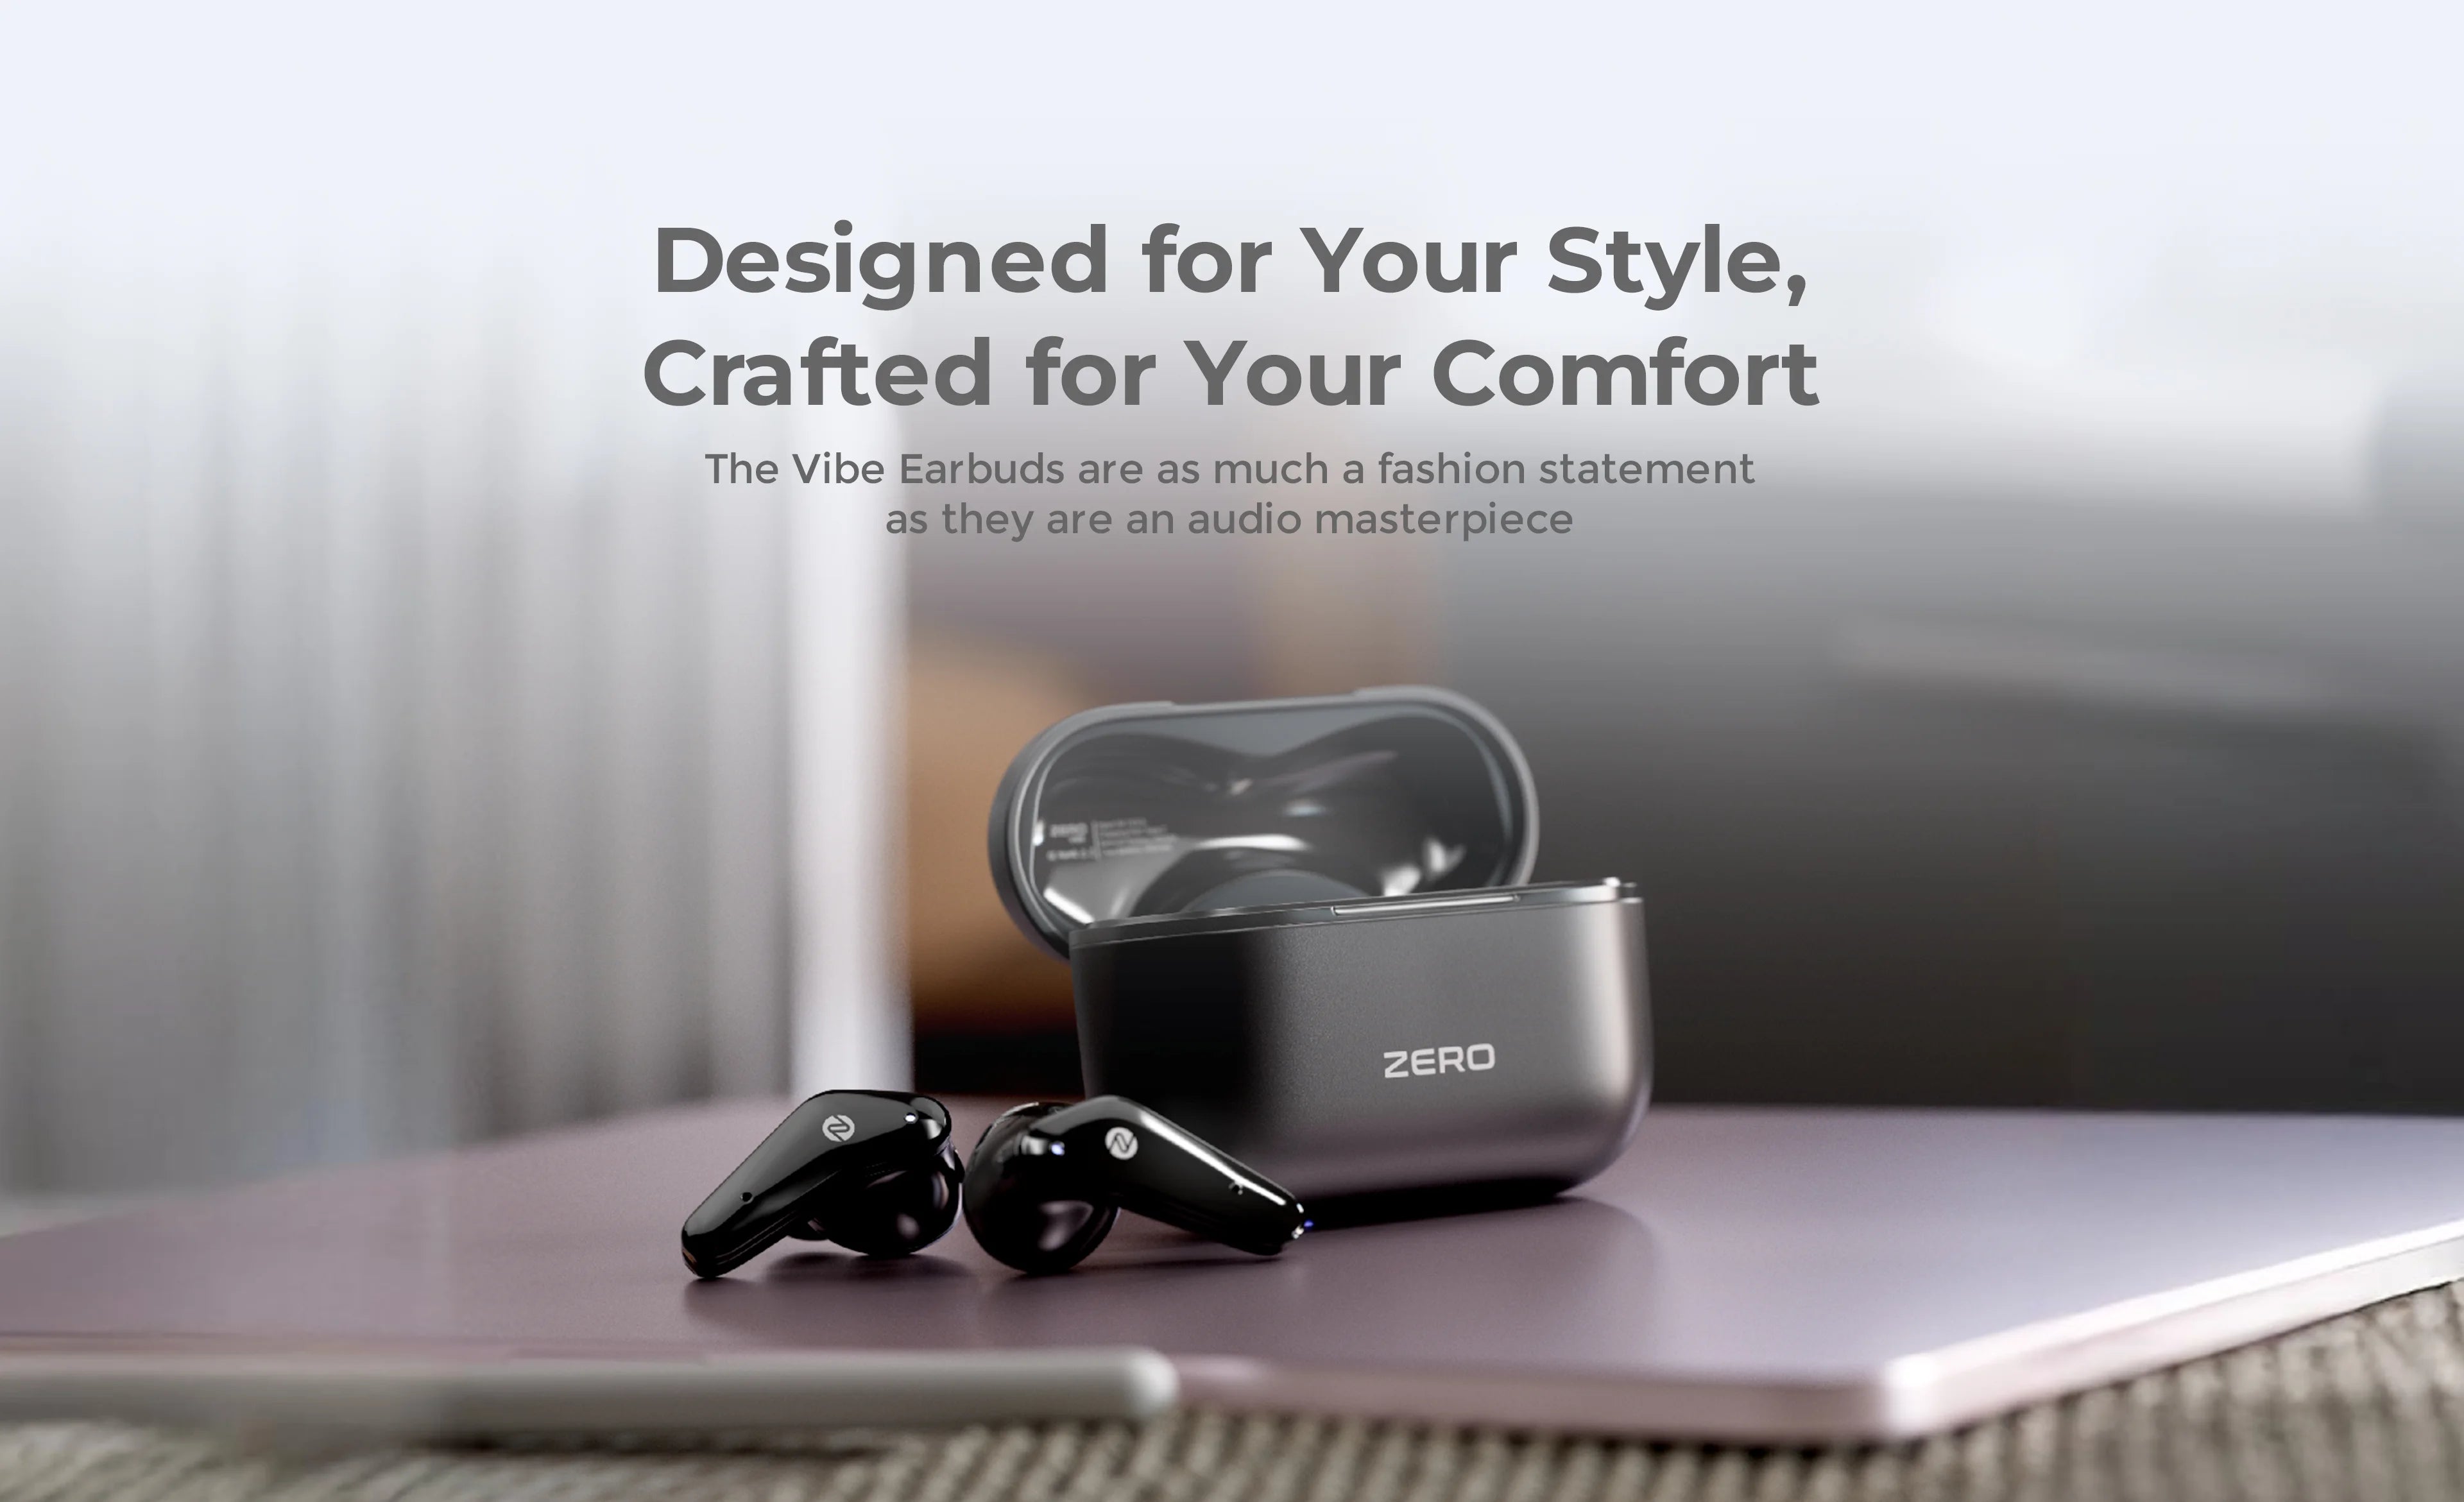 Designed for Your Style,
Crafted for Your Comfort
The Vibe Earbuds are as much a fashion statement
as they are an audio masterpiece
ZERO